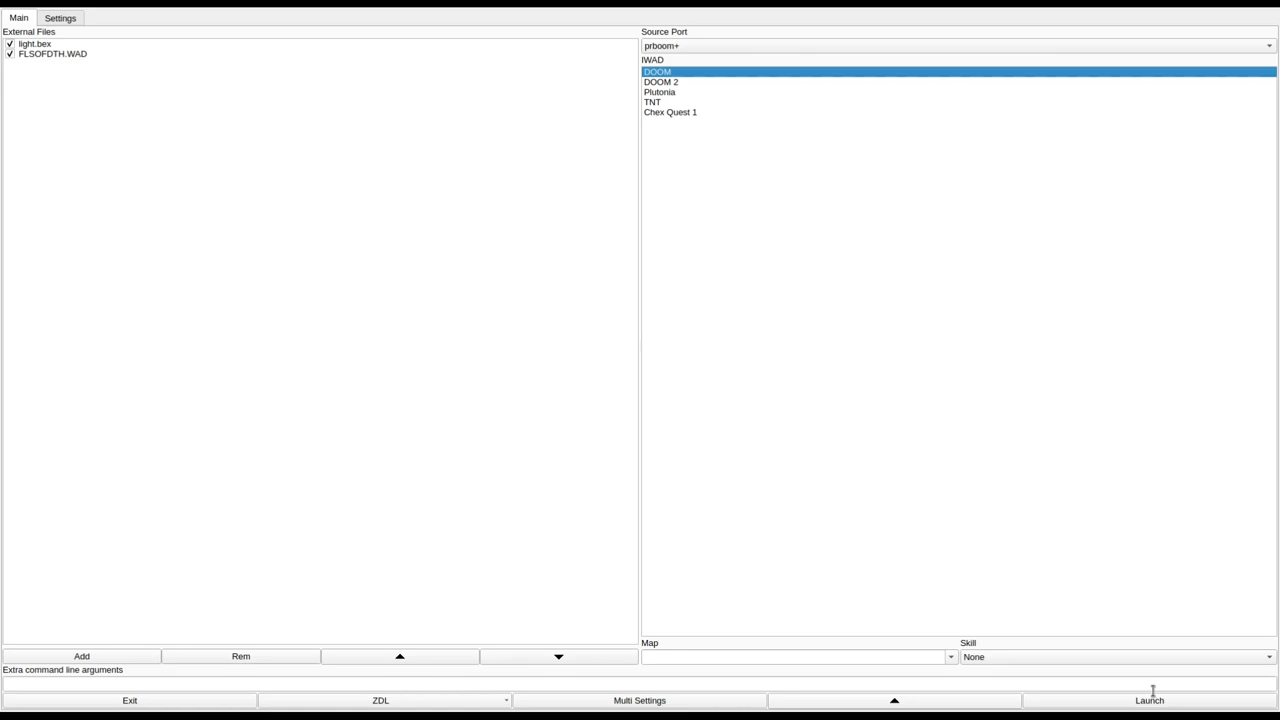 Main Settings
External Files
light.bex
FLSOFDTH.WAD
Source Port
prboom+
IWAD
DOOM
DOOM 2
Plutonia
TNT
Chex Quest 1
Map Skill
None
Add Rem
Extra command line arguments
Exit ZDL Multi Settings Launch